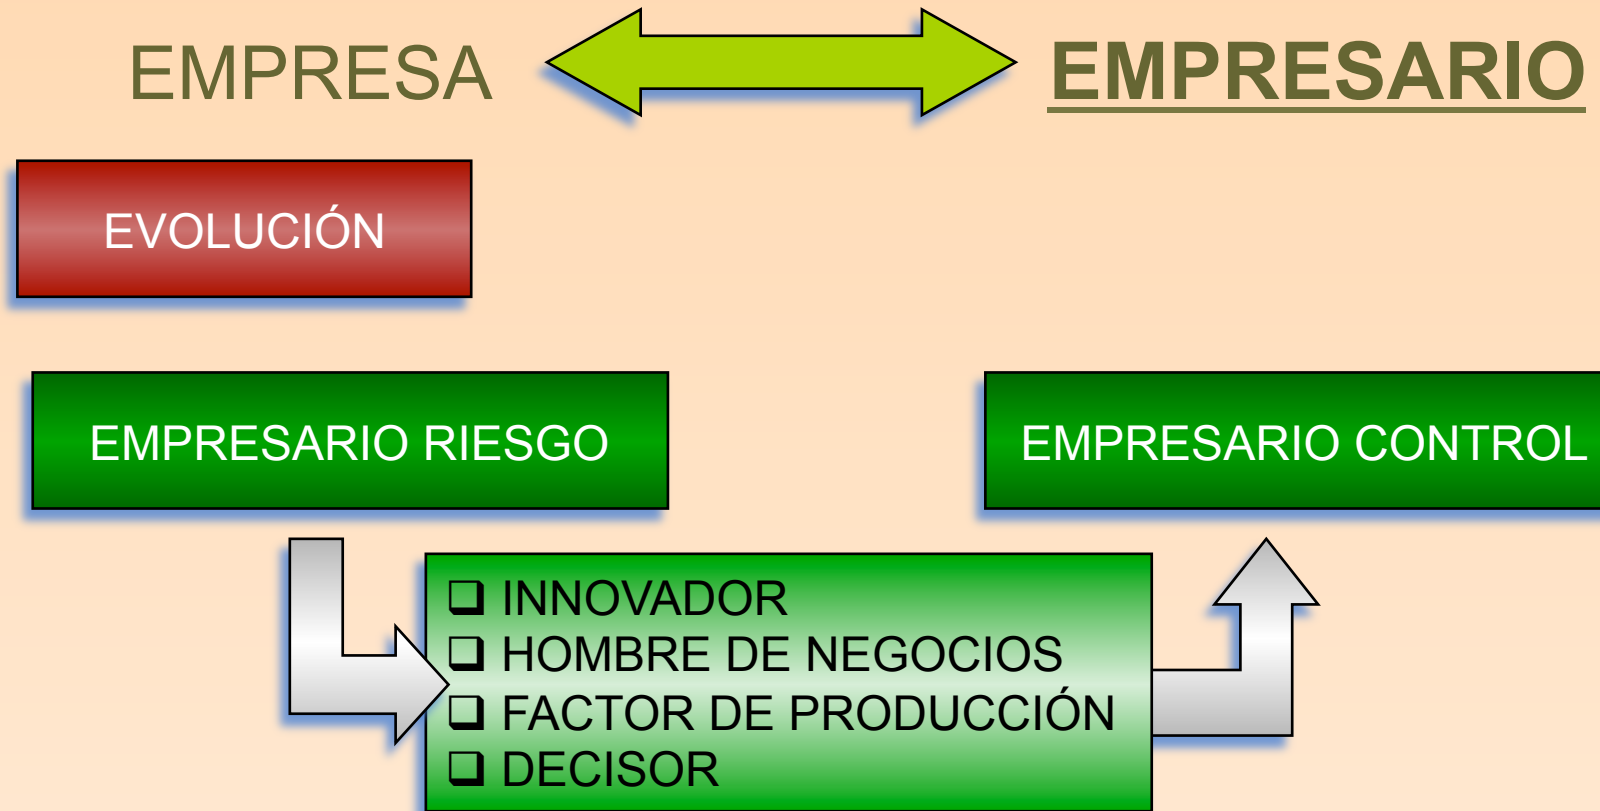 EMPRESA
EMPRESARIO
EVOLUCIÓN
EMPRESARIO RIESGO
EMPRESARIO CONTROL
❑ INNOVADOR
❑ HOMBRE DE NEGOCIOS
❑ FACTOR DE PRODUCCIÓN
❑ DECISOR